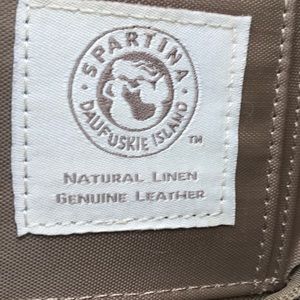 SPARTINA
DAUFUSKIE ISLAND
TM
NATURAL LINEN
GENUINE LEATHER